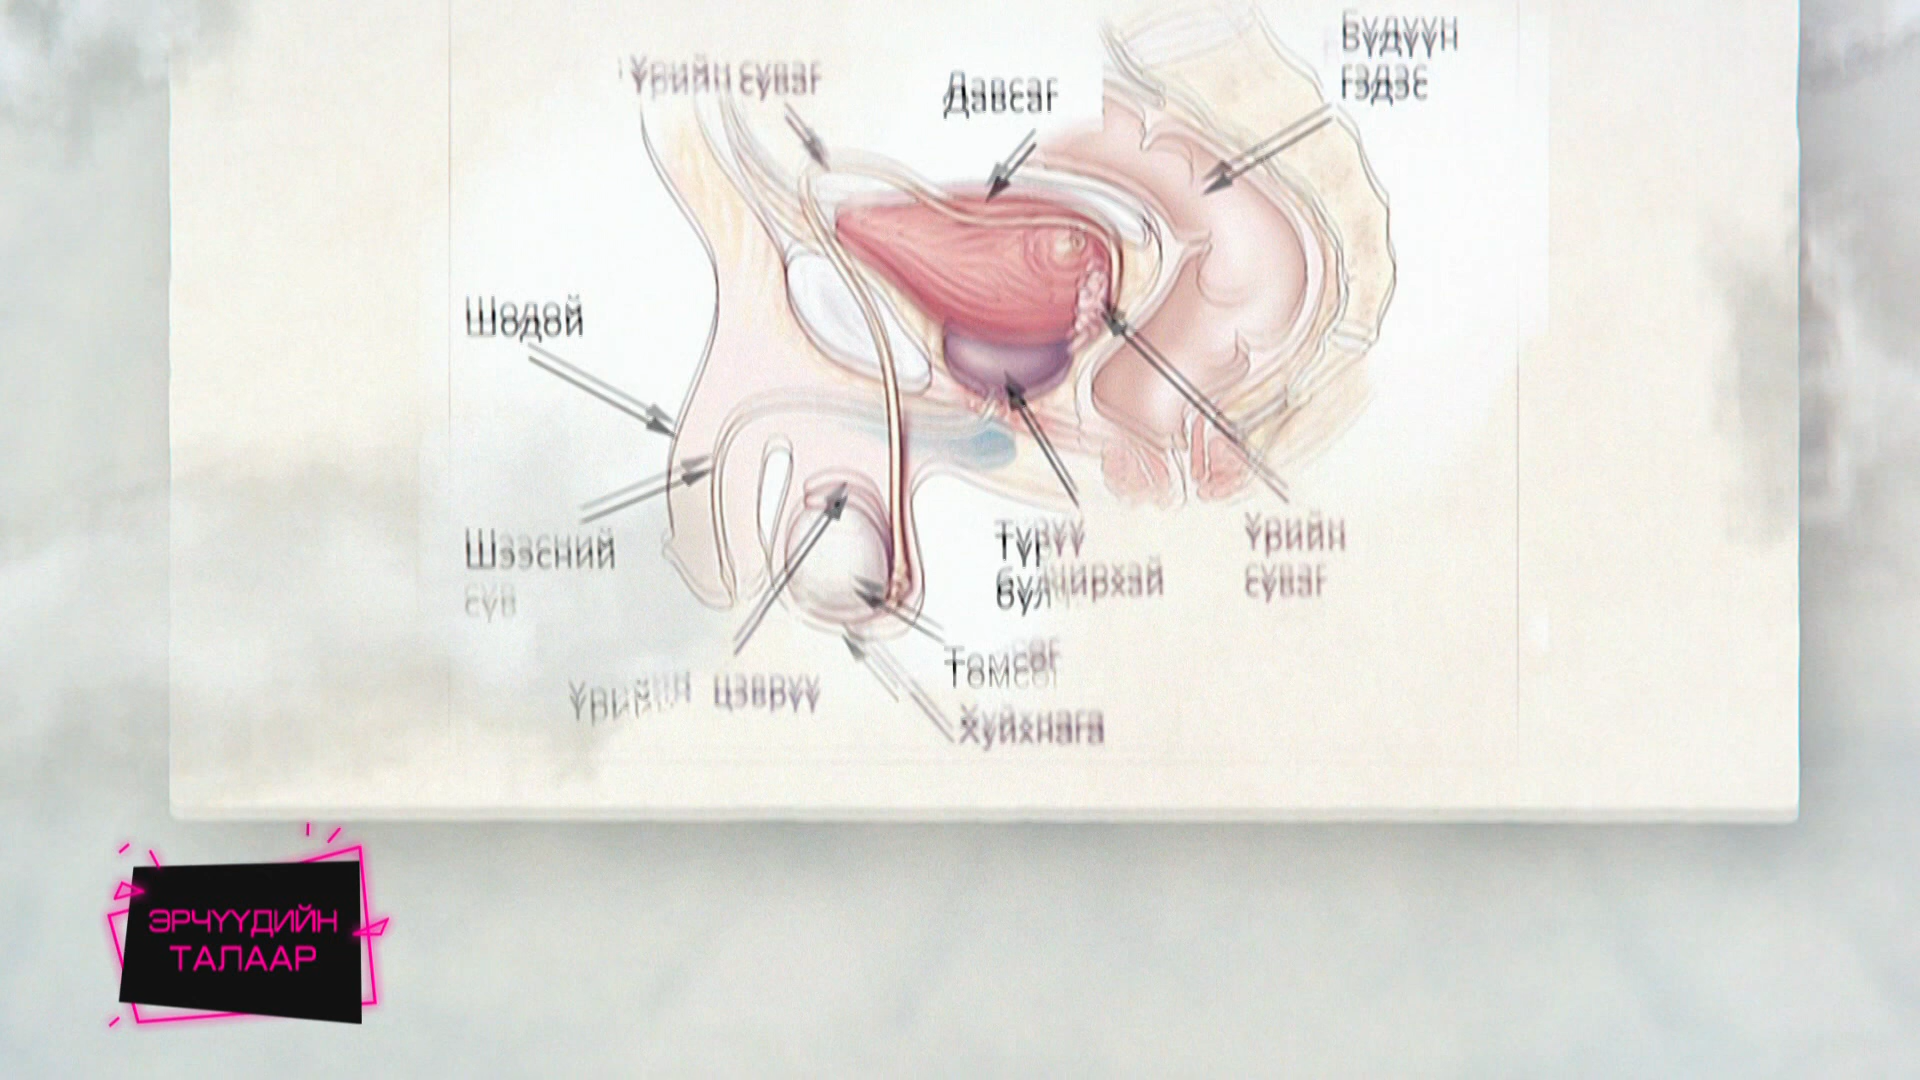 Үрийн суваг
Давсаг
Бүдүүн
гэдэс
Шодой
Шээсний
сүв
Түрүү
булчирхай
Үрийн
суваг
Төмсөг
Үрийн цэврүү
Хуйхнага
ЭРЧҮҮДИЙН
ТАЛААР